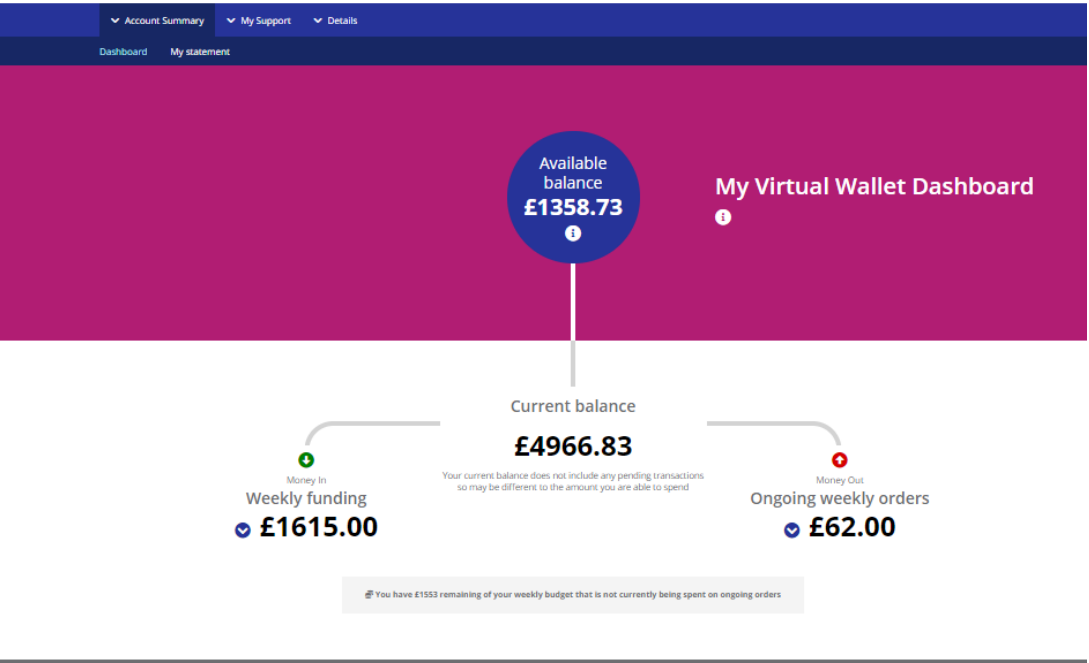 Account Summary
My Support
Details
Dashboard
My statement
Available
balance
£1358.73
My Virtual Wallet Dashboard
Current balance
£4966.83
Your current balance does not include any pending transactions
so may be different to the amount you are able to spend
Money In
Weekly funding
£1615.00
Money Out
Ongoing weekly orders
£62.00
You have £1553 remaining of your weekly budget that is not currently being spent on ongoing orders